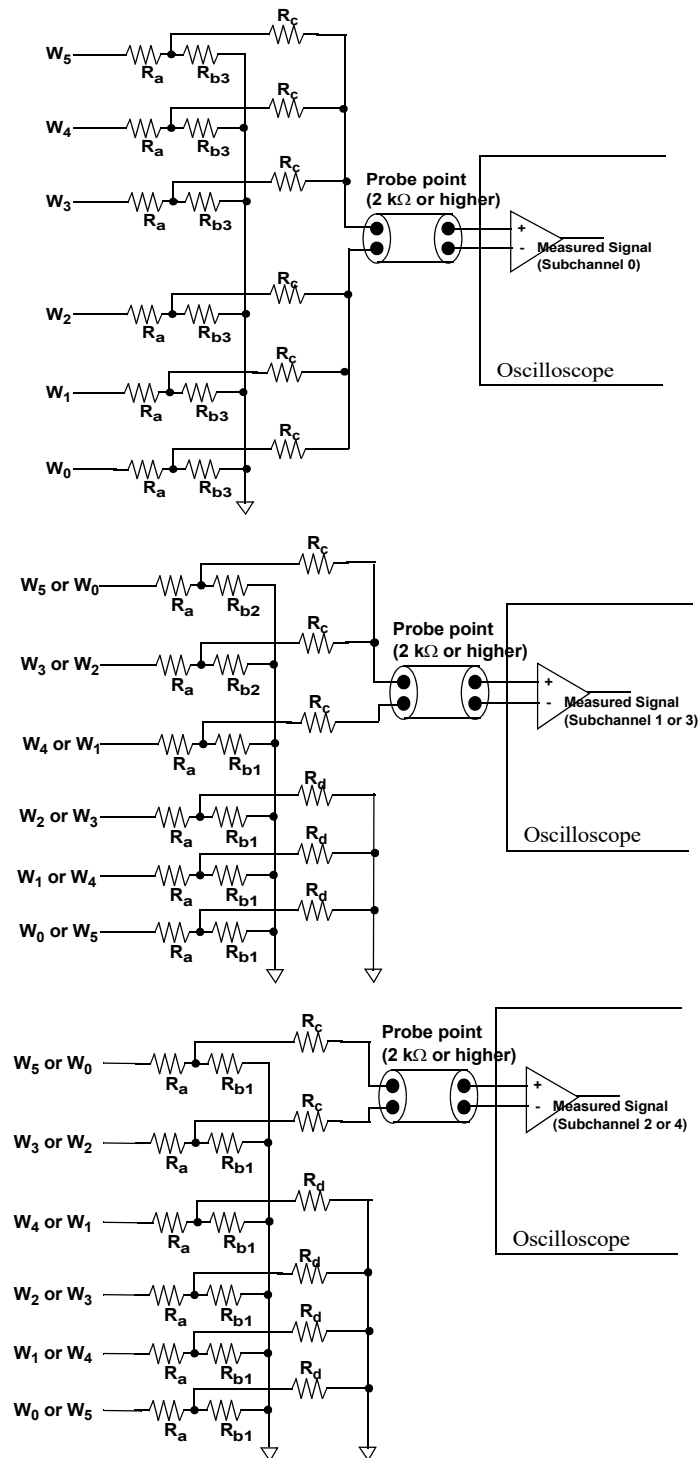 W5
Ra
Rb3
Rc
W4
Ra
Rb3
Rc
W3
Ra
Rb3
Rc
Probe point
(2 kΩ or higher)
+
-
Measured Signal
(Subchannel 0)
Oscilloscope
W2
Ra
Rb3
Rc
W1
Ra
Rb3
Rc
W0
Ra
Rb3
Rc
W5 or W0
Ra
Rb2
Rc
W3 or W2
Ra
Rb2
Rc
W4 or W1
Ra
Rb1
Rc
Probe point
(2 kΩ or higher)
+
-
Measured Signal
(Subchannel 1 or 3)
Oscilloscope
W2 or W3
Ra
Rb1
Rd
W1 or W4
Ra
Rb1
Rd
W0 or W5
Ra
Rb1
Rd
W5 or W0
Ra
Rb1
Rc
W3 or W2
Ra
Rb1
Rc
Probe point
(2 kΩ or higher)
+
-
Measured Signal
(Subchannel 2 or 4)
Oscilloscope
W4 or W1
Ra
Rb1
Rd
W2 or W3
Ra
Rb1
Rd
W1 or W4
Ra
Rb1
Rd
W0 or W5
Ra
Rb1
Rd